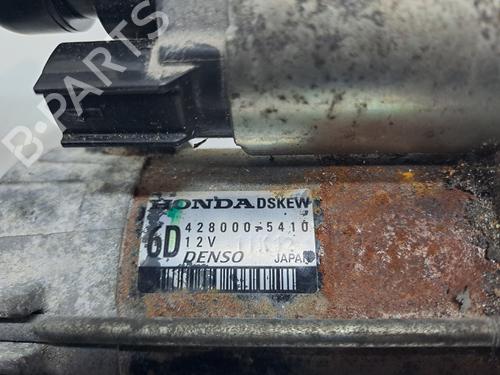 B-PARTS
HONDA DSKEW
6D 428000-5410
12V
DENSO JAPAN